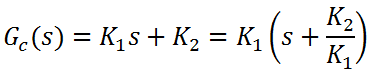 G_c(s) = K_1 s + K_2 = K_1 (s + K_2/K_1)